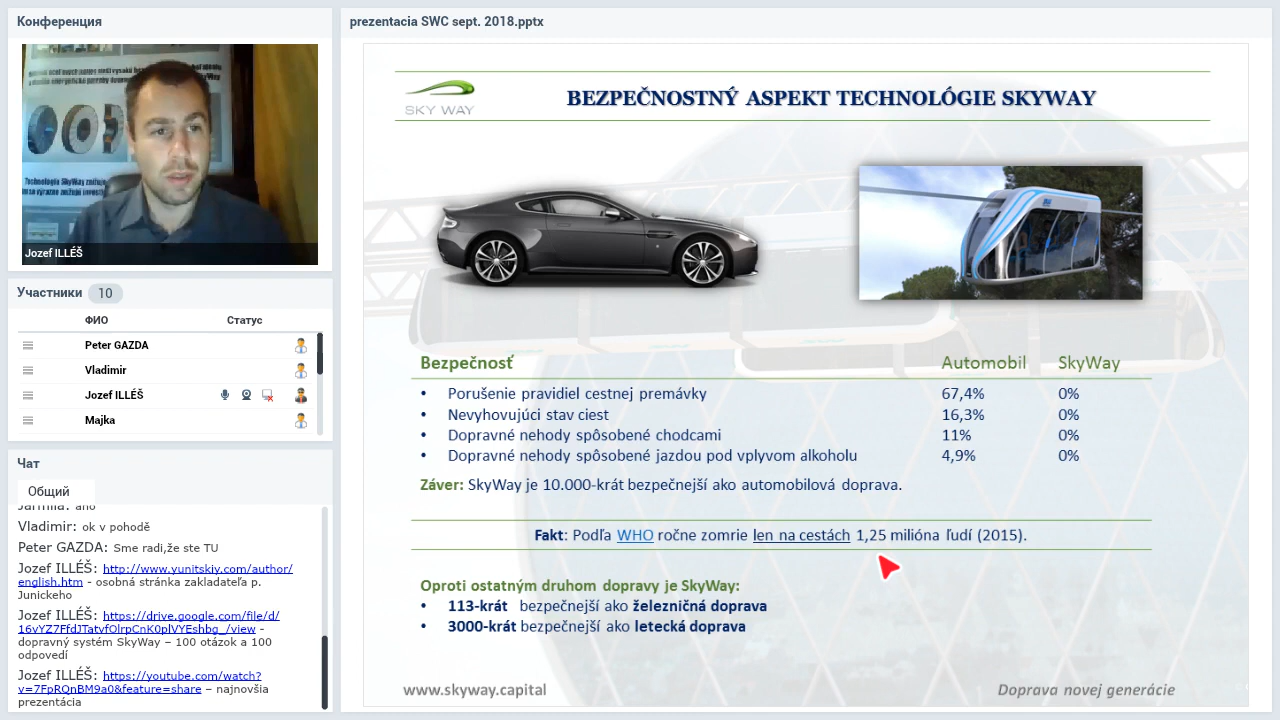 Конференция
Jozef ILLÉŠ
Участники 10
ФИО Статус
Peter GAZDA
Vladimir
Jozef ILLÉŠ
Majka
Чат
Общий
Jarmila: áno
Vladimir: ok v pohodě
Peter GAZDA: Sme radi,že ste TU
Jozef ILLÉŠ: http://www.yunitskiy.com/author/
english.htm - osobná stránka zakladateľa p.
Junickeho
Jozef ILLÉŠ: https://drive.google.com/file/d/
16vYZ7FfdJTatvfOlrpCnK0plVYEshbg_/view -
dopravný systém SkyWay – 100 otázok a 100
odpovedí
Jozef ILLÉŠ: https://youtube.com/watch?
v=7FpRQnBM9a0&feature=share – najnovšia
prezentácia
prezentacia SWC sept. 2018.pptx
SKY WAY
BEZPEČNOSTNÝ ASPEKT TECHNOLÓGIE SKYWAY
Bezpečnosť Automobil SkyWay
• Porušenie pravidiel cestnej premávky 67,4% 0%
• Nevyhovujúci stav ciest 16,3% 0%
• Dopravné nehody spôsobené chodcami 11% 0%
• Dopravné nehody spôsobené jazdou pod vplyvom alkoholu 4,9% 0%
Záver: SkyWay je 10.000-krát bezpečnejší ako automobilová doprava.
Fakt: Podľa WHO ročne zomrie len na cestách 1,25 milióna ľudí (2015).
Oproti ostatným druhom dopravy je SkyWay:
• 113-krát bezpečnejší ako železničná doprava
• 3000-krát bezpečnejší ako letecká doprava
www.skyway.capital
Doprava novej generácie